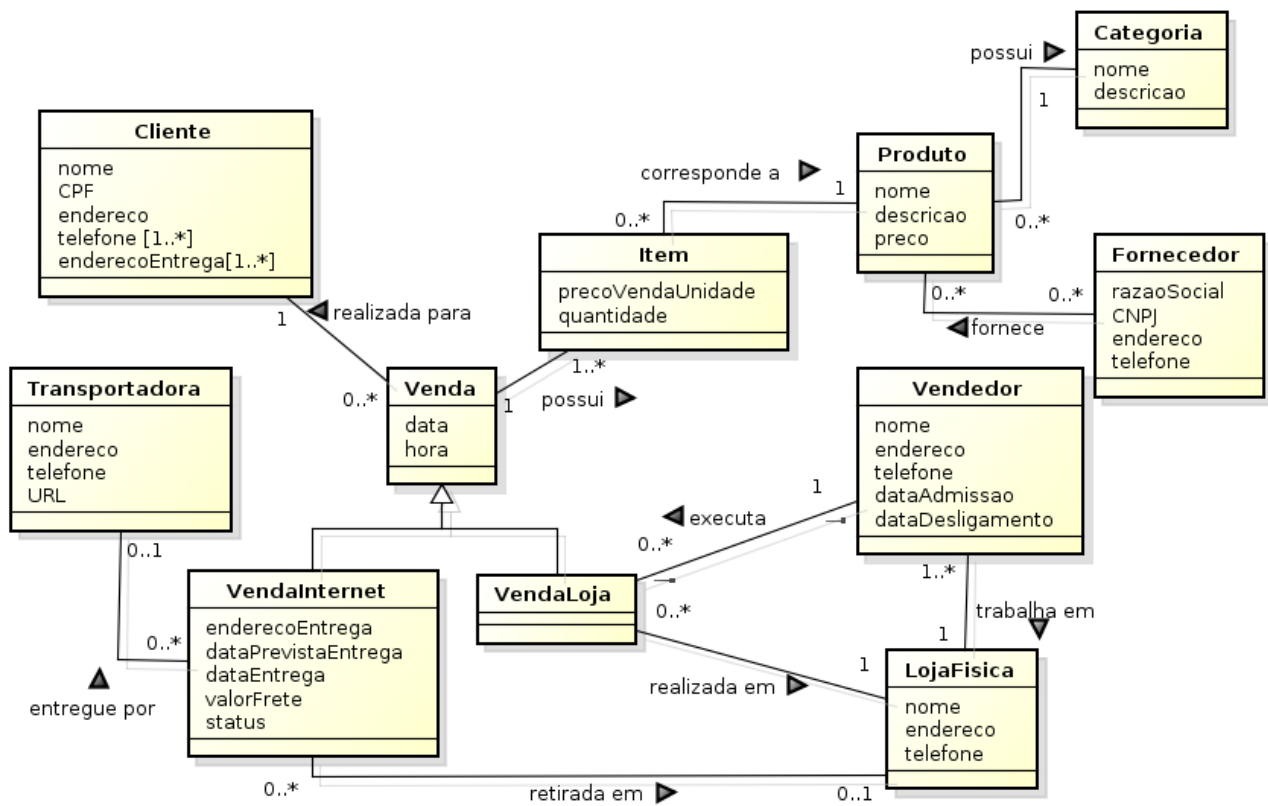 Categoria
nome
descricao
possui
1
0..*
Cliente
nome
CPF
endereco
telefone [1..*]
enderecoEntrega[1..*]
Produto
nome
descricao
preco
corresponde a
1
0..*
Item
precoVendaUnidade
quantidade
Fornecedor
razaoSocial
CNPJ
endereco
telefone
0..*
0..*
fornece
1
realizada para
0..*
Venda
data
hora
1
1..*
possui
Transportadora
nome
endereco
telefone
URL
0..1
0..*
entregue por
Vendedor
nome
endereco
telefone
dataAdmissao
dataDesligamento
1
executa
0..*
VendaInternet
enderecoEntrega
dataPrevistaEntrega
dataEntrega
valorFrete
status
VendaLoja
0..*
1
realizada em
1..*
trabalha em
1
LojaFisica
nome
endereco
telefone
0..*
retirada em
0..1